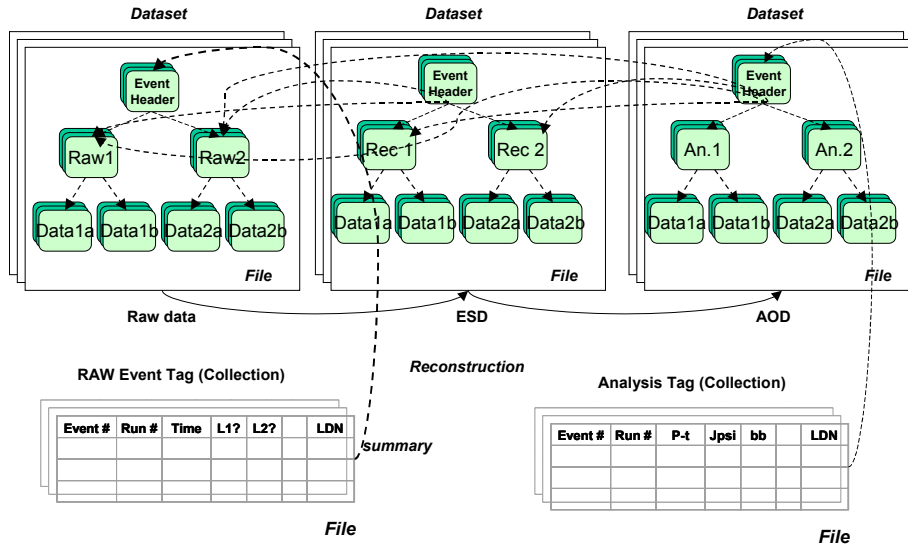 Dataset
Dataset
Dataset
Event
Header
Event
Header
Event
Header
Raw1
Raw2
Rec 1
Rec 2
An.1
An.2
Data1a
Data1b
Data2a
Data2b
Data1a
Data1b
Data2a
Data2b
Data1a
Data1b
Data2a
Data2b
File
File
File
Raw data
ESD
AOD
Reconstruction
RAW Event Tag (Collection)
Analysis Tag (Collection)
Event # Run # Time L1? L2? LDN
summary
Event # Run # P-t Jpsi bb LDN
File
File